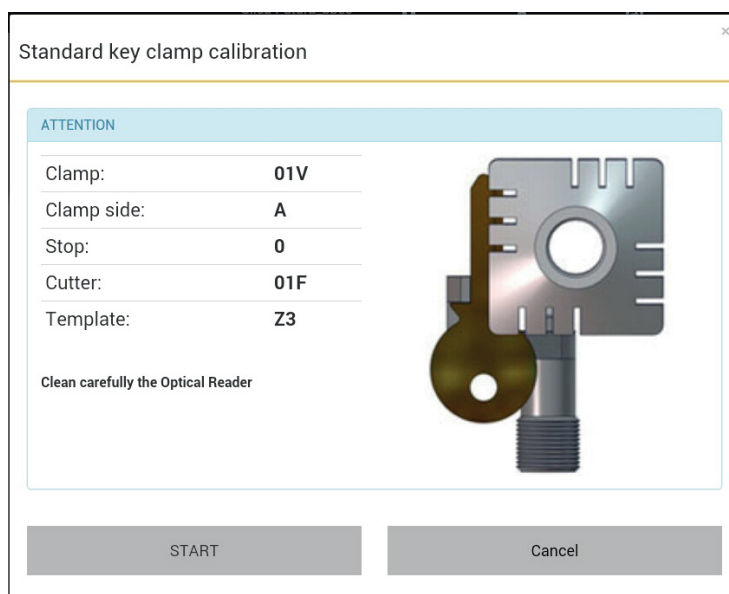 ×
Standard key clamp calibration
ATTENTION
Clamp: 01V
Clamp side: A
Stop: 0
Cutter: 01F
Template: Z3
Clean carefully the Optical Reader
START Cancel